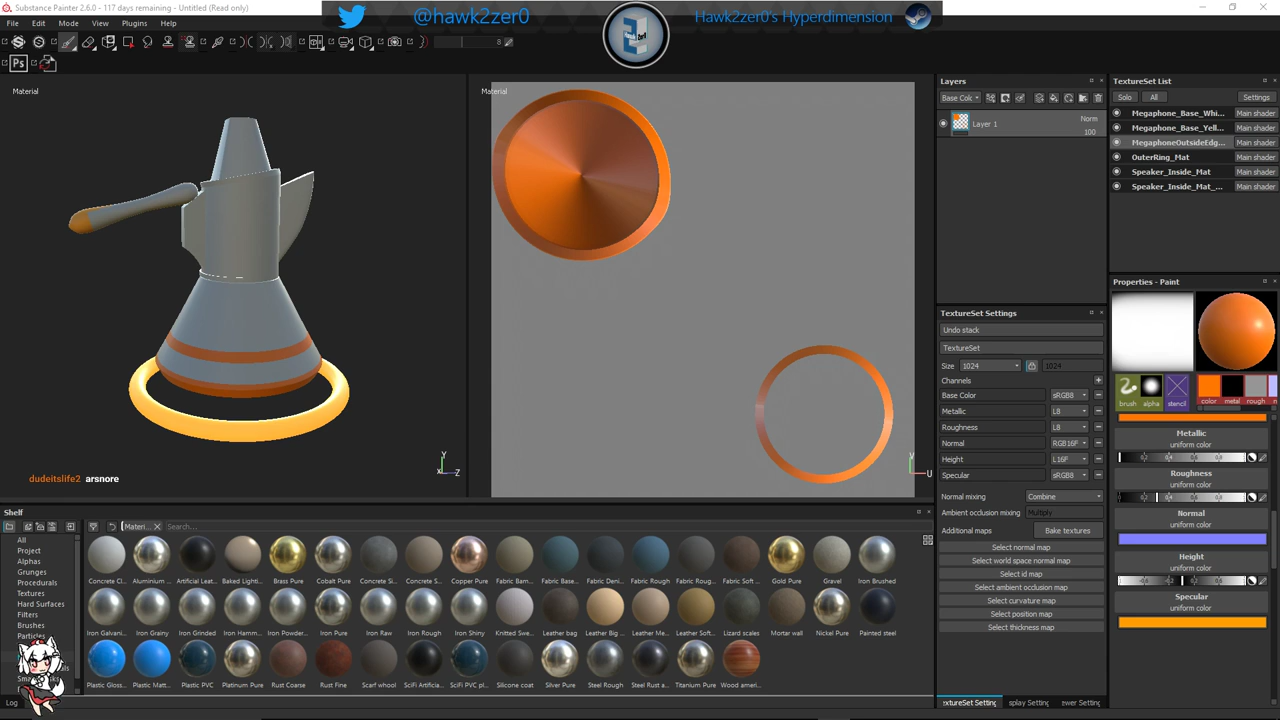 Substance Painter 2.6.0 - 117 days remaining - Untitled (Read only)
@hawk2zer0
Hawk2zer0's Hyperdimension
File Edit Mode View Plugins Help
8
Ps
Material
Material
dudeitslife2 arsnore
Y
X Z
V
U
Layers
Base Colc
Layer 1
Norm
100
TextureSet Settings
Undo stack
TextureSet
Size 1024 1024
Channels
Base Color sRGB8
Metallic L8
Roughness L8
Normal RGB16F
Height L16F
Specular sRGB8
Normal mixing Combine
Ambient occlusion mixing Multiply
Additional maps Bake textures
Select normal map
Select world space normal map
Select id map
Select ambient occlusion map
Select curvature map
Select position map
Select thickness map
TextureSet List
Solo All Settings
Megaphone_Base_Whi... Main shader
Megaphone_Base_Yell... Main shader
MegaphoneOutsideEdg... Main shader
OuterRing_Mat Main shader
Speaker_Inside_Mat Main shader
Speaker_Inside_Mat_... Main shader
Properties - Paint
brush alpha stencil color metal rough n
Metallic
uniform color
Roughness
uniform color
Normal
uniform color
Height
uniform color
Specular
uniform color
Shelf
Materi... Search...
All
Project
Alphas
Grunges
Procedurals
Textures
Hard Surfaces
Filters
Brushes
Particles
Concrete Cl... Aluminium ... Artificial Leat... Baked Lighti... Brass Pure Cobalt Pure Concrete Si... Concrete S... Copper Pure Fabric Bam... Fabric Base... Fabric Deni... Fabric Rough Fabric Roug... Fabric Soft ... Gold Pure Gravel Iron Brushed
Iron Galvani... Iron Grainy Iron Grinded Iron Hamm... Iron Powder... Iron Pure Iron Raw Iron Rough Iron Shiny Knitted Swe... Leather bag Leather Big ... Leather Me... Leather Soft... Lizard scales Mortar wall Nickel Pure Painted steel
Plastic Gloss... Plastic Matt... Plastic PVC Platinum Pure Rust Coarse Rust Fine Scarf wool SciFi Artificia... SciFi PVC pl... Silicone coat Silver Pure Steel Rough Steel Rust a... Titanium Pure Wood ameri...
Log
extureSet Setting splay Setting ewer Setting